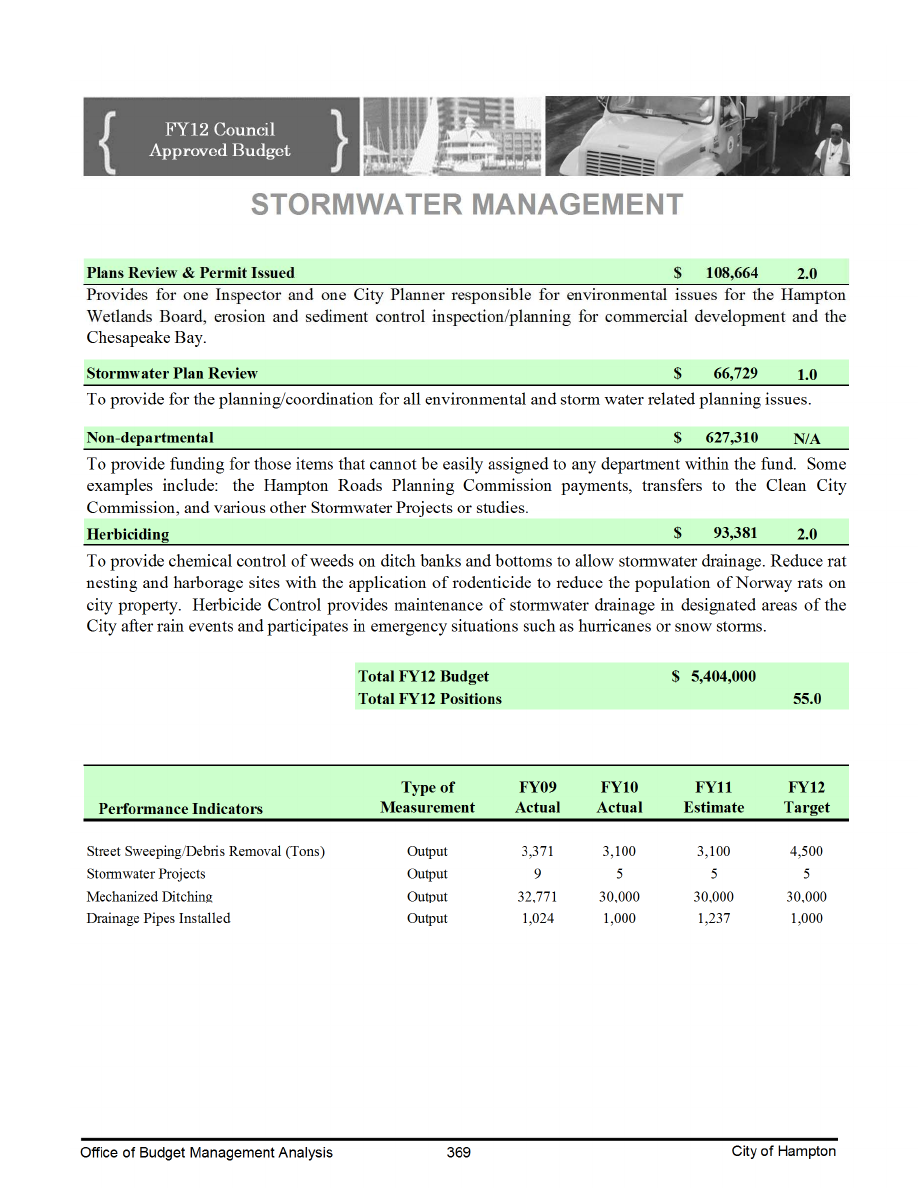 FY12 Council
Approved Budget
STORMWATER MANAGEMENT
Plans Review & Permit Issued $ 108,664 2.0
Provides for one Inspector and one City Planner responsible for environmental issues for the Hampton
Wetlands Board, erosion and sediment control inspection/planning for commercial development and the
Chesapeake Bay.
Stormwater Plan Review $ 66,729 1.0
To provide for the planning/coordination for all environmental and storm water related planning issues.
Non-departmental $ 627,310 N/A
To provide funding for those items that cannot be easily assigned to any department within the fund. Some
examples include: the Hampton Roads Planning Commission payments, transfers to the Clean City
Commission, and various other Stormwater Projects or studies.
Herbiciding $ 93,381 2.0
To provide chemical control of weeds on ditch banks and bottoms to allow stormwater drainage. Reduce rat
nesting and harborage sites with the application of rodenticide to reduce the population of Norway rats on
city property. Herbicide Control provides maintenance of stormwater drainage in designated areas of the
City after rain events and participates in emergency situations such as hurricanes or snow storms.
Total FY12 Budget $ 5,404,000
Total FY12 Positions 55.0
Type of FY09 FY10 FY11 FY12
Performance Indicators Measurement Actual Actual Estimate Target
Street Sweeping/Debris Removal (Tons) Output 3,371 3,100 3,100 4,500
Stormwater Projects Output 9 5 5 5
Mechanized Ditching Output 32,771 30,000 30,000 30,000
Drainage Pipes Installed Output 1,024 1,000 1,237 1,000
Office of Budget Management Analysis 369 City of Hampton